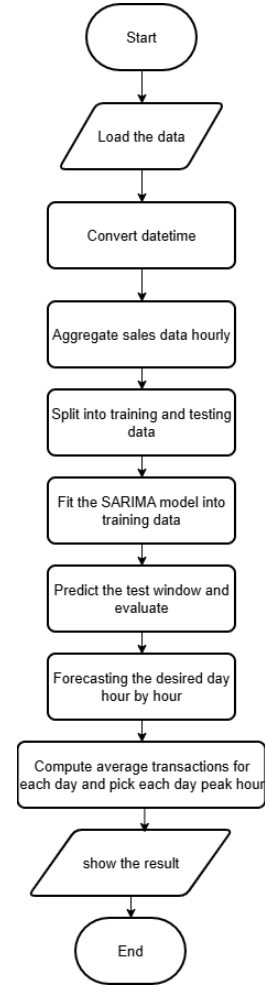 Start
Load the data
Convert datetime
Aggregate sales data hourly
Split into training and testing
data
Fit the SARIMA model into
training data
Predict the test window and
evaluate
Forecasting the desired day
hour by hour
Compute average transactions for
each day and pick each day peak hour
show the result
End